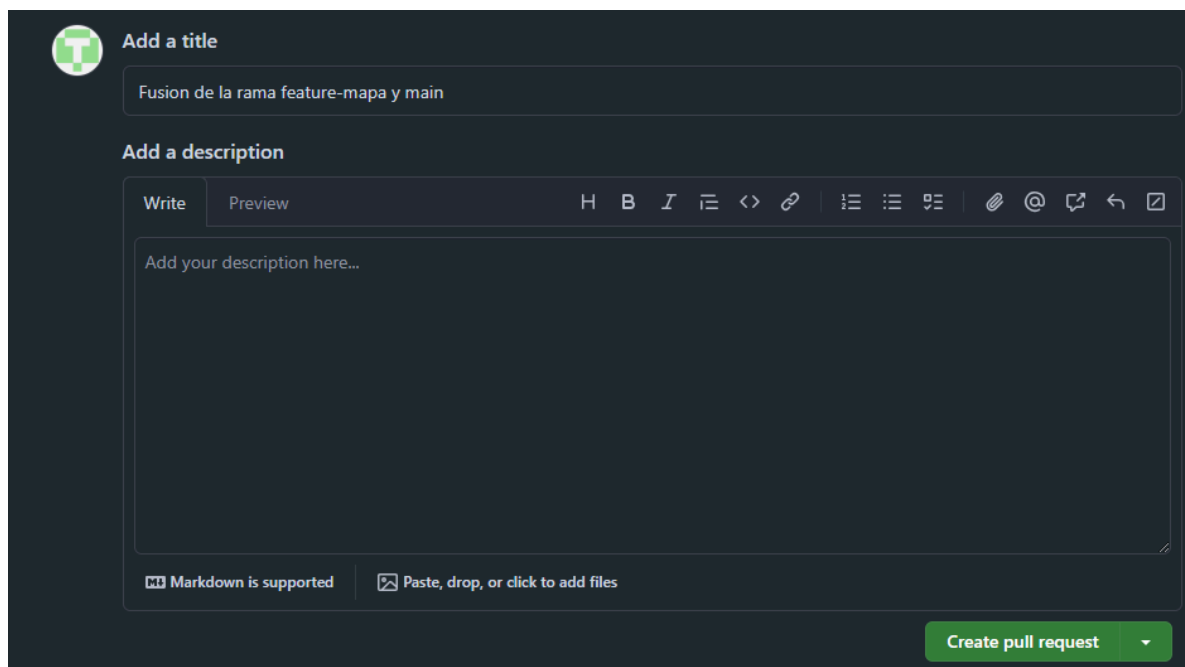 Add a title
Fusion de la rama feature-mapa y main
Add a description
Write Preview
Add your description here...
Markdown is supported Paste, drop, or click to add files
Create pull request